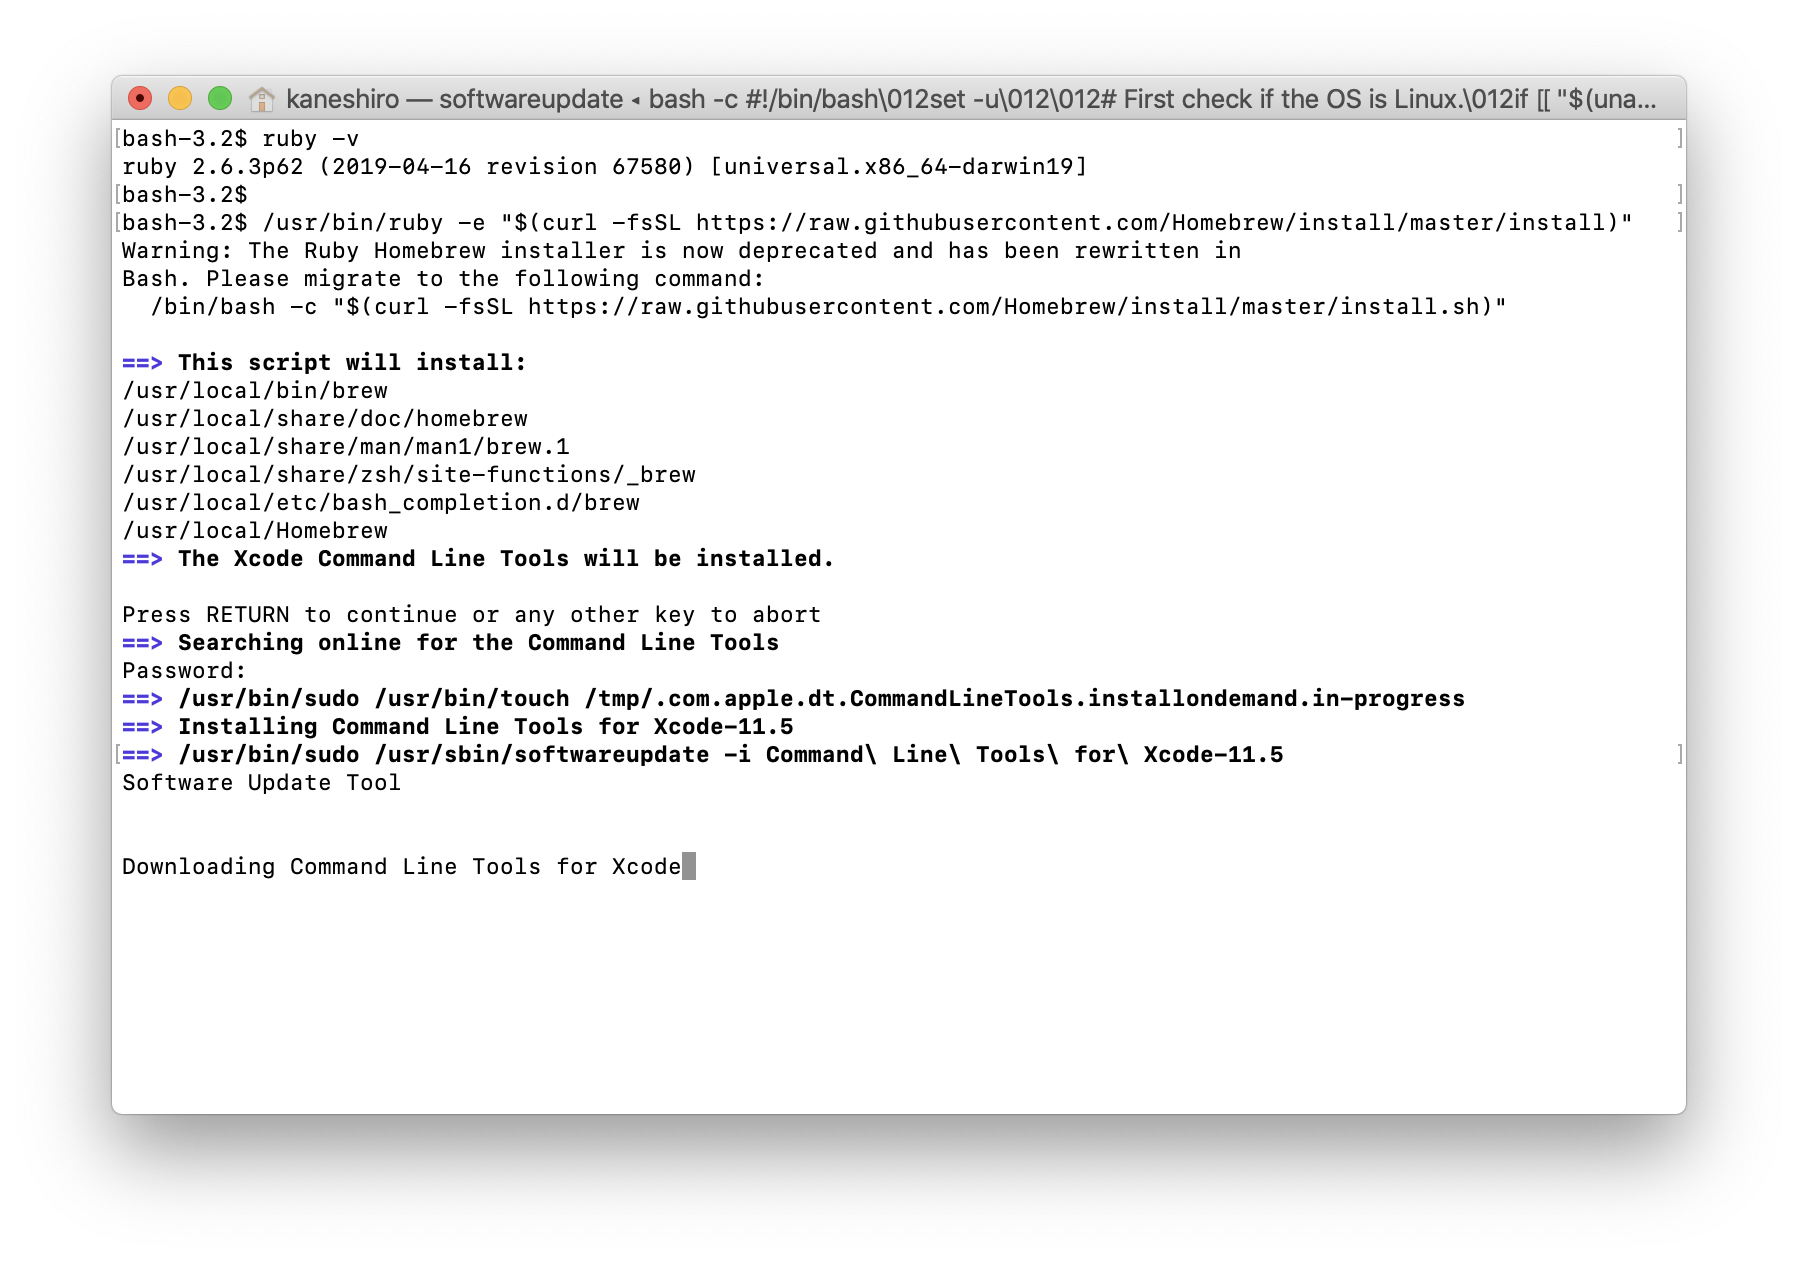 kaneshiro — softwareupdate ◂ bash -c #!/bin/bash\012set -u\012\012# First check if the OS is Linux.\012if [[ "$(una...
[bash-3.2$ ruby -v ]
ruby 2.6.3p62 (2019-04-16 revision 67580) [universal.x86_64-darwin19]
[bash-3.2$ ]
[bash-3.2$ /usr/bin/ruby -e "$(curl -fsSL https://raw.githubusercontent.com/Homebrew/install/master/install)" ]
Warning: The Ruby Homebrew installer is now deprecated and has been rewritten in
Bash. Please migrate to the following command:
  /bin/bash -c "$(curl -fsSL https://raw.githubusercontent.com/Homebrew/install/master/install.sh)"

==> This script will install:
/usr/local/bin/brew
/usr/local/share/doc/homebrew
/usr/local/share/man/man1/brew.1
/usr/local/share/zsh/site-functions/_brew
/usr/local/etc/bash_completion.d/brew
/usr/local/Homebrew
==> The Xcode Command Line Tools will be installed.

Press RETURN to continue or any other key to abort
==> Searching online for the Command Line Tools
Password:
==> /usr/bin/sudo /usr/bin/touch /tmp/.com.apple.dt.CommandLineTools.installondemand.in-progress
==> Installing Command Line Tools for Xcode-11.5
[==> /usr/bin/sudo /usr/sbin/softwareupdate -i Command\ Line\ Tools\ for\ Xcode-11.5 ]
Software Update Tool

Downloading Command Line Tools for Xcode